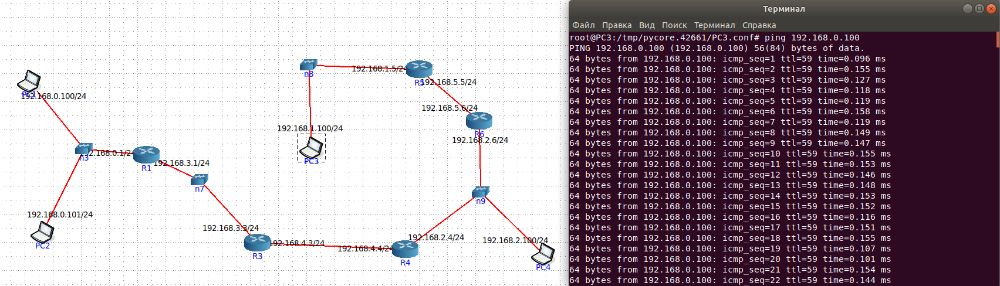 PC1
192.168.0.100/24
n3
192.168.0.1/24
R1
192.168.3.1/24
n7
192.168.0.101/24
PC2
192.168.3.3/24
R3
192.168.4.3/24
192.168.4.4/24
R4
192.168.2.4/24
n8
192.168.1.5/24
R5
192.168.5.5/24
192.168.5.6/24
R6
192.168.2.6/24
192.168.1.100/24
PC3
n9
192.168.2.100/24
PC4
Терминал
Файл Правка Вид Поиск Терминал Справка
root@PC3:/tmp/pycore.42661/PC3.conf# ping 192.168.0.100
PING 192.168.0.100 (192.168.0.100) 56(84) bytes of data.
64 bytes from 192.168.0.100: icmp_seq=1 ttl=59 time=0.096 ms
64 bytes from 192.168.0.100: icmp_seq=2 ttl=59 time=0.155 ms
64 bytes from 192.168.0.100: icmp_seq=3 ttl=59 time=0.127 ms
64 bytes from 192.168.0.100: icmp_seq=4 ttl=59 time=0.118 ms
64 bytes from 192.168.0.100: icmp_seq=5 ttl=59 time=0.119 ms
64 bytes from 192.168.0.100: icmp_seq=6 ttl=59 time=0.158 ms
64 bytes from 192.168.0.100: icmp_seq=7 ttl=59 time=0.119 ms
64 bytes from 192.168.0.100: icmp_seq=8 ttl=59 time=0.149 ms
64 bytes from 192.168.0.100: icmp_seq=9 ttl=59 time=0.147 ms
64 bytes from 192.168.0.100: icmp_seq=10 ttl=59 time=0.155 ms
64 bytes from 192.168.0.100: icmp_seq=11 ttl=59 time=0.153 ms
64 bytes from 192.168.0.100: icmp_seq=12 ttl=59 time=0.146 ms
64 bytes from 192.168.0.100: icmp_seq=13 ttl=59 time=0.148 ms
64 bytes from 192.168.0.100: icmp_seq=14 ttl=59 time=0.153 ms
64 bytes from 192.168.0.100: icmp_seq=15 ttl=59 time=0.152 ms
64 bytes from 192.168.0.100: icmp_seq=16 ttl=59 time=0.116 ms
64 bytes from 192.168.0.100: icmp_seq=17 ttl=59 time=0.151 ms
64 bytes from 192.168.0.100: icmp_seq=18 ttl=59 time=0.155 ms
64 bytes from 192.168.0.100: icmp_seq=19 ttl=59 time=0.107 ms
64 bytes from 192.168.0.100: icmp_seq=20 ttl=59 time=0.101 ms
64 bytes from 192.168.0.100: icmp_seq=21 ttl=59 time=0.154 ms
64 bytes from 192.168.0.100: icmp_seq=22 ttl=59 time=0.144 ms